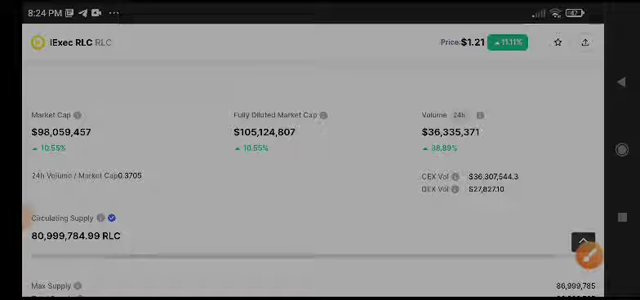 8:24 PM
iExec RLC RLC
Price: $1.21 11.11%
Market Cap
Fully Diluted Market Cap
Volume 24h
$98,059,457
$105,124,807
$36,335,371
10.55%
10.55%
24h Volume / Market Cap 0.3705
CEX Vol $36,307,544.3
DEX Vol $27,827.10
Circulating Supply
80,999,784.99 RLC
Max Supply
86,999,785